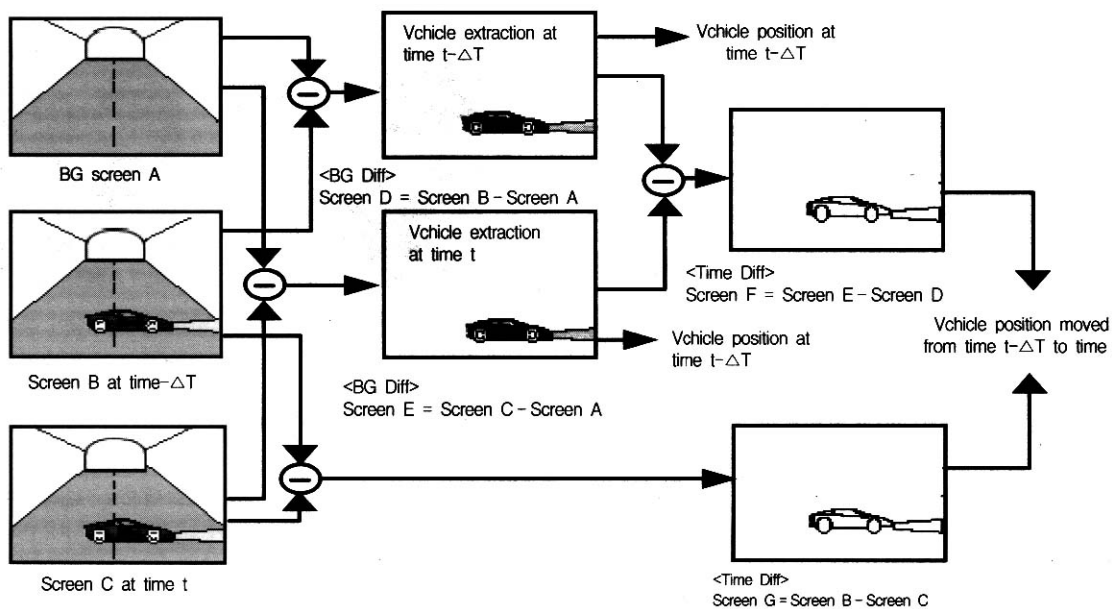 BG screen A
Screen B at time-△T
Screen C at time t
Vchicle extraction at
time t-△T
<BG Diff>
Screen D = Screen B - Screen A
Vchicle extraction
at time t
<BG Diff>
Screen E = Screen C - Screen A
Vchicle position at
time t-△T
Vchicle position at
time t-△T
<Time Diff>
Screen F = Screen E - Screen D
Vchicle position moved
from time t-△T to time
<Time Diff>
Screen G = Screen B - Screen C